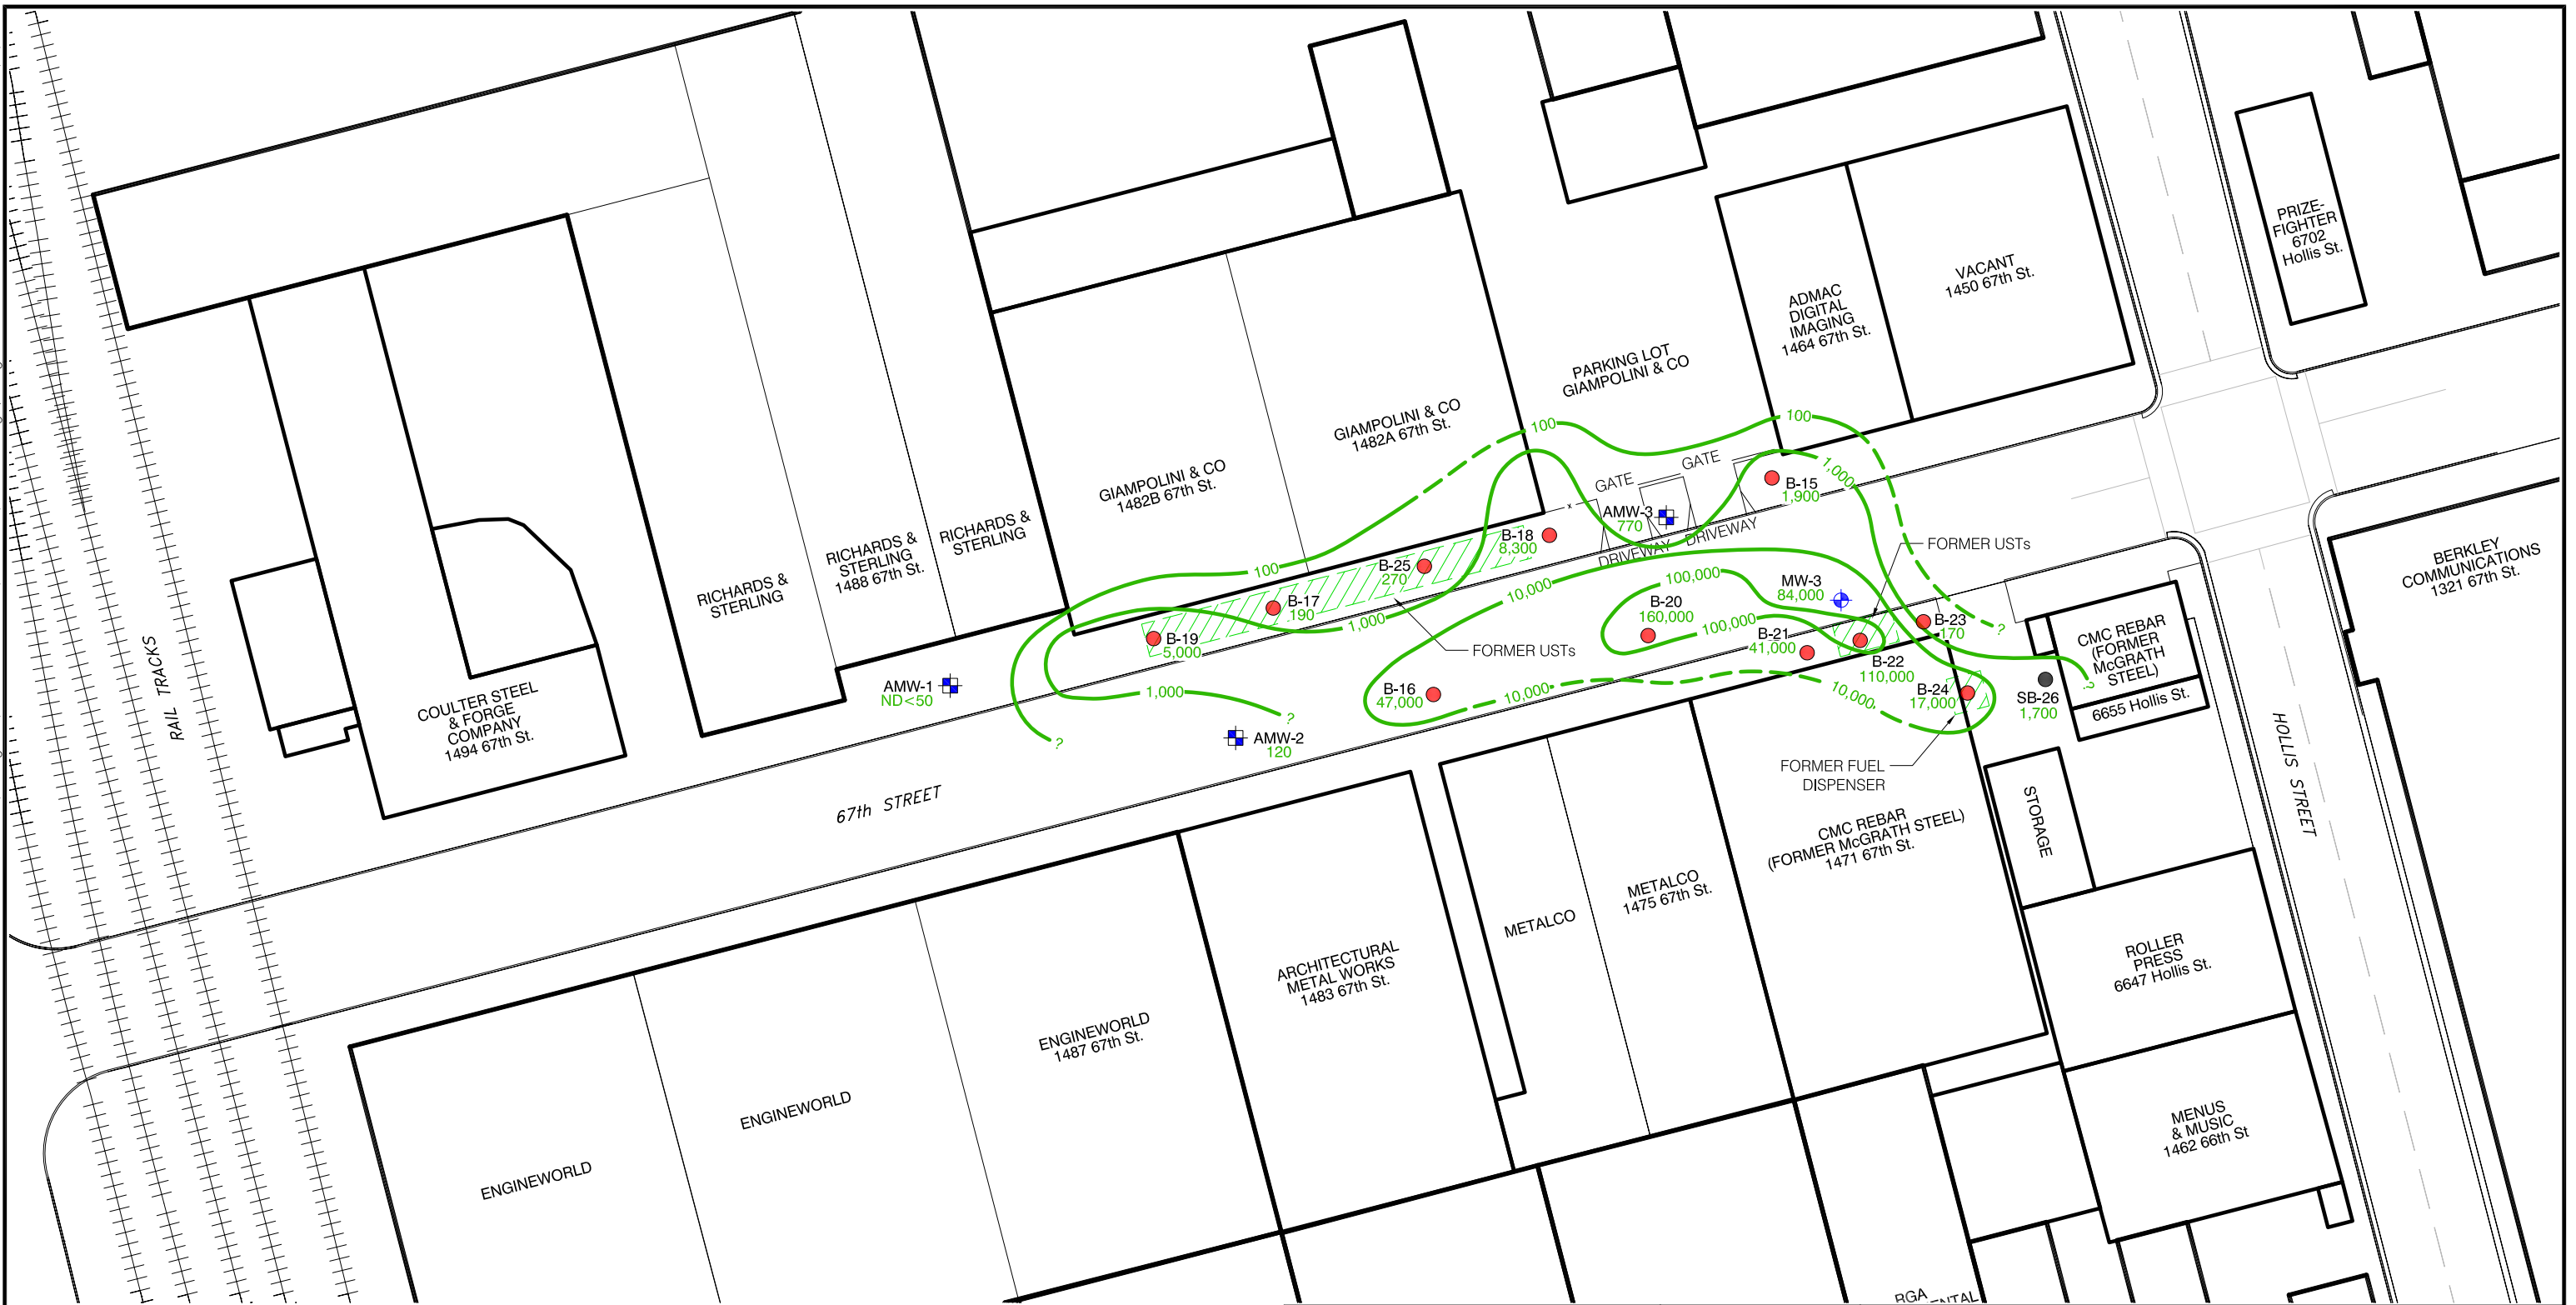 PRIZE-
FIGHTER
6702
Hollis St.
VACANT
1450 67th St.
ADMAC
DIGITAL
IMAGING
1464 67th St.
PARKING LOT
GIAMPOLINI & CO
GIAMPOLINI & CO
1482A 67th St.
GIAMPOLINI & CO
1482B 67th St.
RICHARDS &
STERLING
RICHARDS &
STERLING
1488 67th St.
RICHARDS &
STERLING
COULTER STEEL
& FORGE
COMPANY
1494 67th St.
RAIL TRACKS
100
100
100
1,000
GATE
GATE
B-15
1,900
AMW-3
770
DRIVEWAY
DRIVEWAY
B-18
8,300
B-25
270
B-17
190
B-19
5,000
AMW-1
ND<50
1,000
1,000
?
?
AMW-2
120
FORMER USTs
10,000
100,000
MW-3
84,000
FORMER USTs
B-20
160,000
100,000
B-21
41,000
B-23
170
?
B-22
110,000
B-16
47,000
10,000
10,000
B-24
17,000
SB-26
1,700
?
CMC REBAR
(FORMER
McGRATH
STEEL)
6655 Hollis St.
BERKLEY
COMMUNICATIONS
1321 67th St.
FORMER FUEL
DISPENSER
67th STREET
HOLLIS STREET
STORAGE
CMC REBAR
(FORMER McGRATH STEEL)
1471 67th St.
METALCO
1475 67th St.
METALCO
ARCHITECTURAL
METAL WORKS
1483 67th St.
ENGINEWORLD
1487 67th St.
ENGINEWORLD
ENGINEWORLD
ROLLER
PRESS
6647 Hollis St.
MENUS
& MUSIC
1462 66th St
RGA